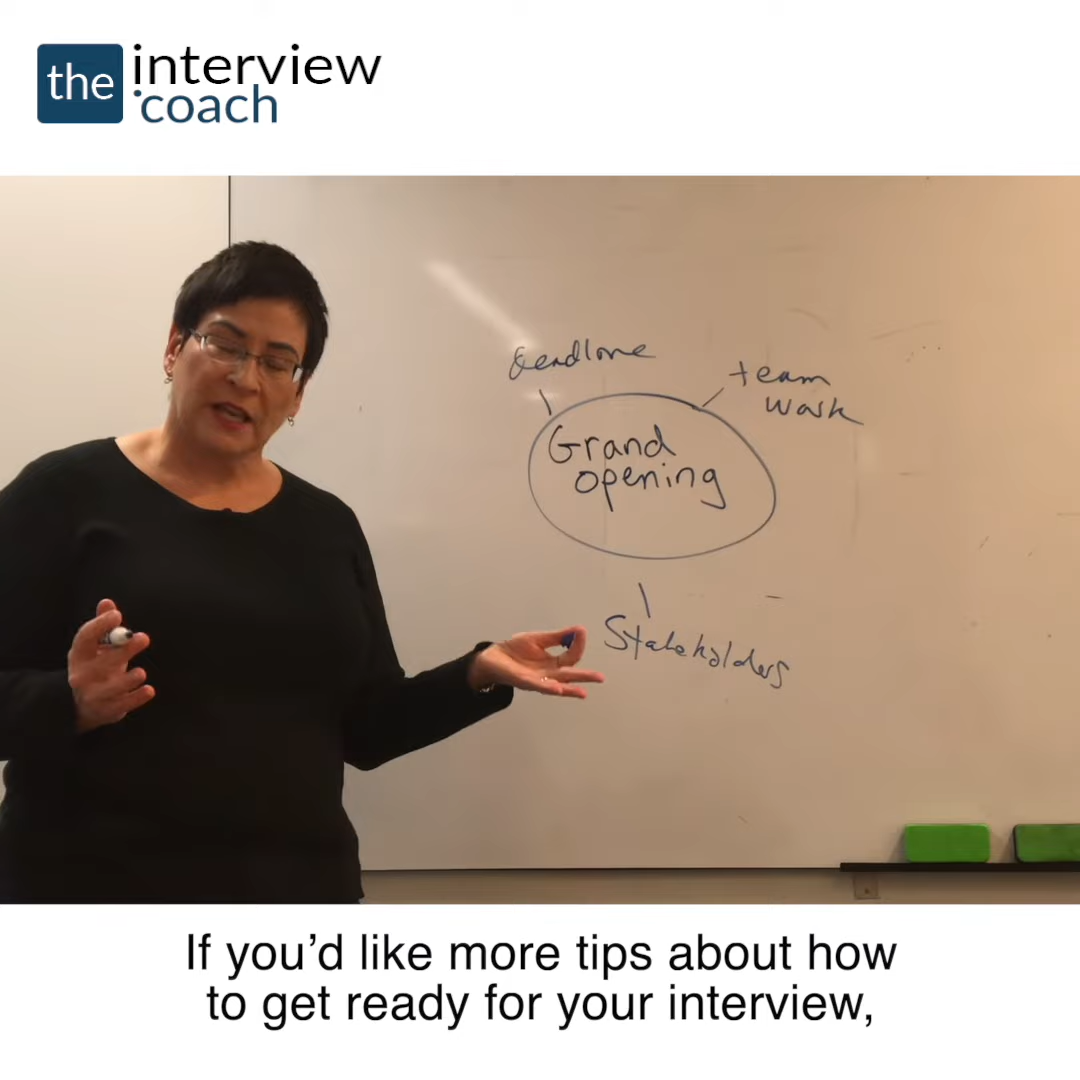 the interview
coach
deadline
team
work
Grand
opening
Stakeholders
If you'd like more tips about how
to get ready for your interview,